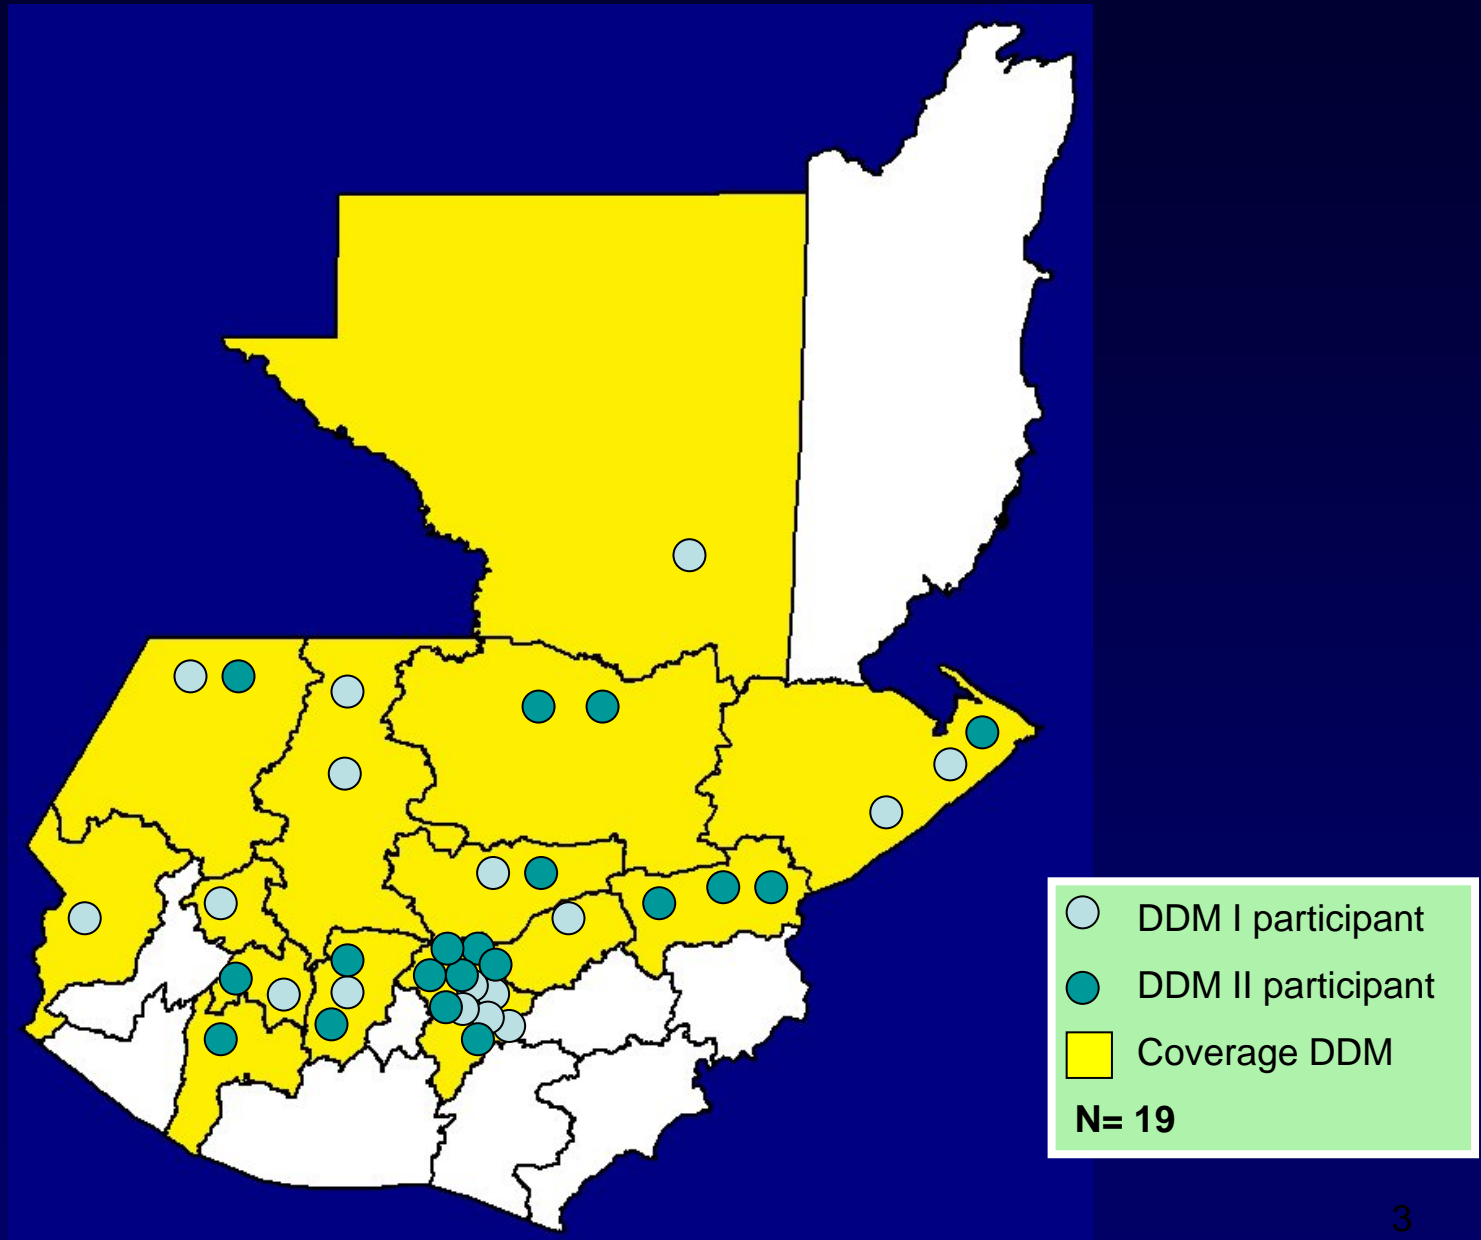 DDM I participant
DDM II participant
Coverage DDM
N= 19
3